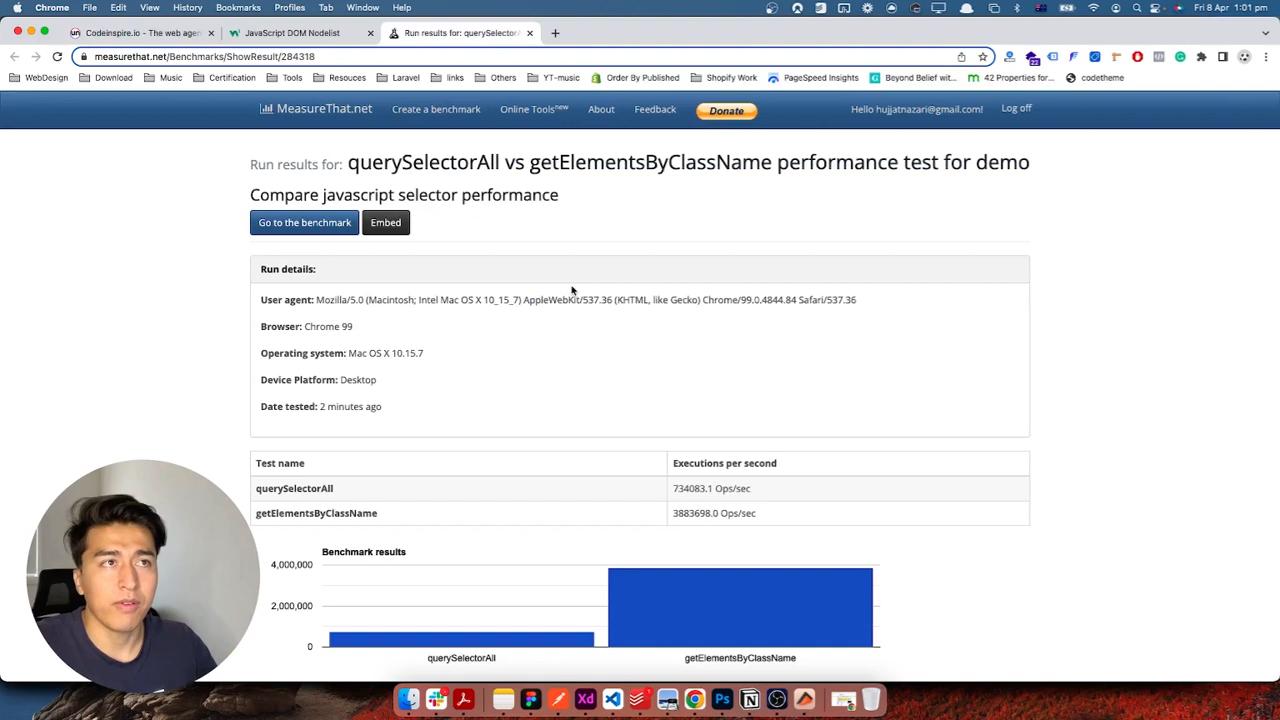 Chrome File Edit View History Bookmarks Profiles Tab Window Help Fri 8 Apr 1:01 pm
Codeinspire.io - The web agen JavaScript DOM Nodelist Run results for: querySelectorA
measurethat.net/Benchmarks/ShowResult/284318
WebDesign Download Music Certification Tools Resouces Laravel links Others YT-music Order By Published Shopify Work PageSpeed Insights Beyond Belief wit... 42 Properties for... codetheme
MeasureThat.net Create a benchmark Online Toolsnew About Feedback Donate Hello hujjatnazari@gmail.com! Log off
Run results for: querySelectorAll vs getElementsByClassName performance test for demo
Compare javascript selector performance
Go to the benchmark Embed
Run details:
User agent: Mozilla/5.0 (Macintosh; Intel Mac OS X 10_15_7) AppleWebKit/537.36 (KHTML, like Gecko) Chrome/99.0.4844.84 Safari/537.36
Browser: Chrome 99
Operating system: Mac OS X 10.15.7
Device Platform: Desktop
Date tested: 2 minutes ago
Test name Executions per second
querySelectorAll 734083.1 Ops/sec
getElementsByClassName 3883698.0 Ops/sec
Benchmark results
4,000,000
2,000,000
0
querySelectorAll getElementsByClassName